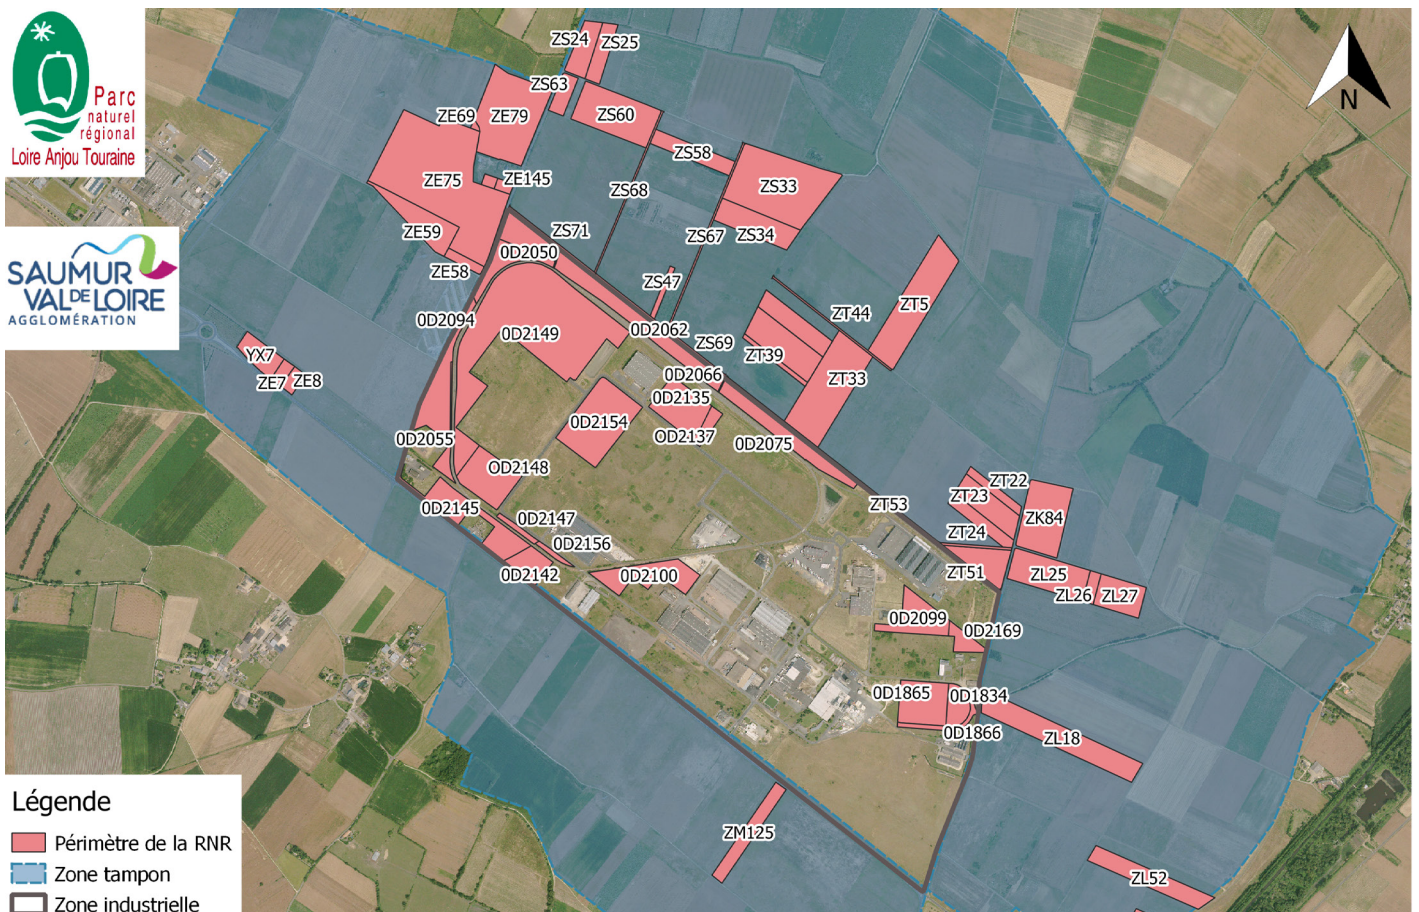 Parc
naturel
régional
Loire Anjou Touraine
SAUMUR
VAL DE LOIRE
AGGLOMÉRATION
N
ZS24
ZS25
ZS63
ZE69
ZE79
ZS60
ZS58
ZE75
ZE145
ZS68
ZS33
ZE59
ZS71
ZS67
ZS34
0D2050
ZE58
ZS47
ZT5
ZT44
0D2094
0D2149
0D2062
ZS69
ZT39
YX7
ZE7
ZE8
0D2066
ZT33
0D2135
0D2154
OD2137
0D2075
0D2055
OD2148
ZT22
ZT23
0D2145
ZT53
ZK84
0D2147
ZT24
0D2156
0D2142
0D2100
ZT51
ZL25
ZL26
ZL27
0D2099
0D2169
0D1865
0D1834
0D1866
ZL18
ZM125
ZL52
Légende
Périmètre de la RNR
Zone tampon
Zone industrielle